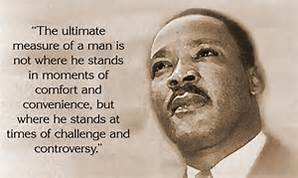 “The ultimate
measure of a man is
not where he stands
in moments of
comfort and
convenience, but
where he stands at
times of challenge and
controversy.”